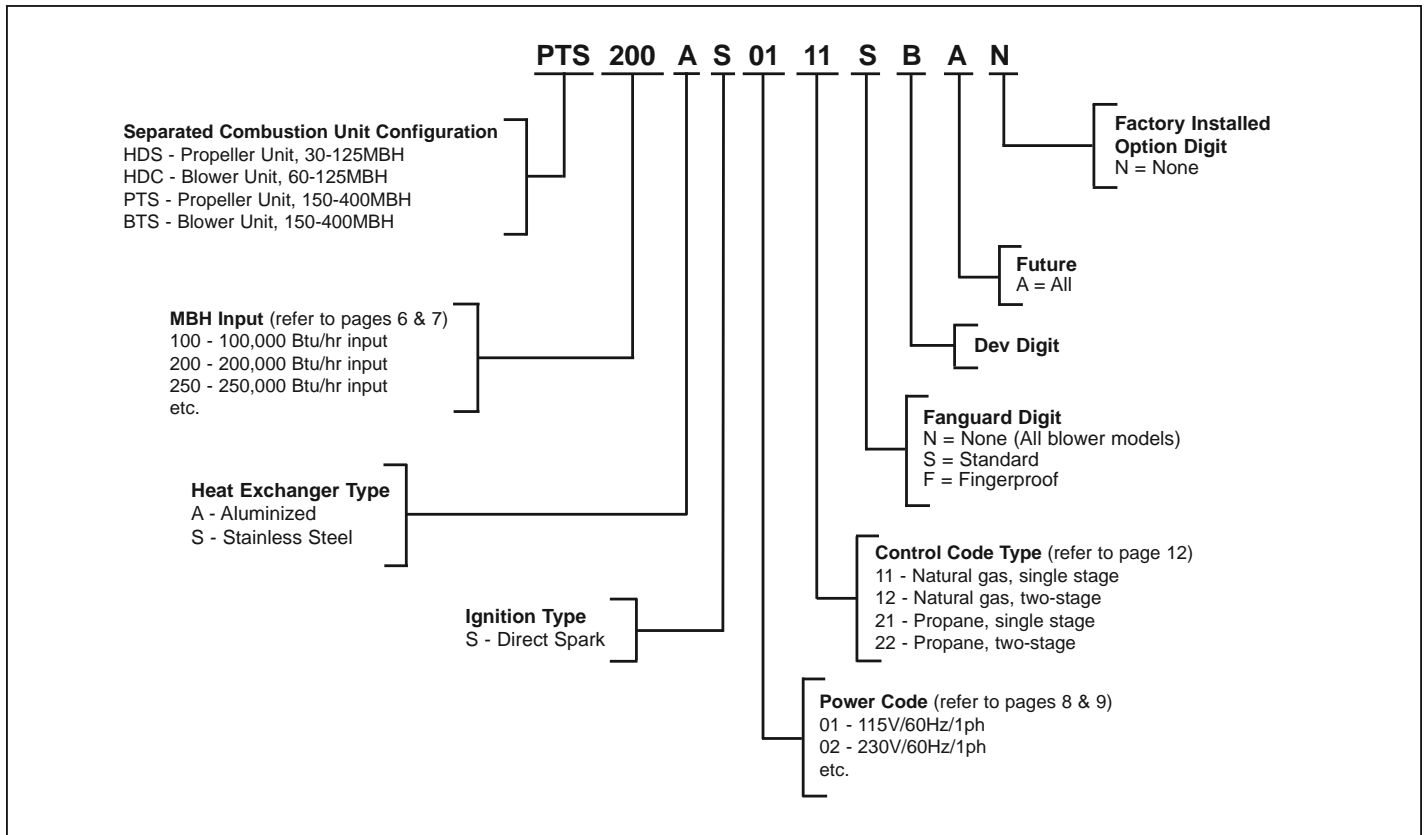 PTS 200 A S 01 11 S B A N
Separated Combustion Unit Configuration
HDS - Propeller Unit, 30-125MBH
HDC - Blower Unit, 60-125MBH
PTS - Propeller Unit, 150-400MBH
BTS - Blower Unit, 150-400MBH
MBH Input (refer to pages 6 & 7)
100 - 100,000 Btu/hr input
200 - 200,000 Btu/hr input
250 - 250,000 Btu/hr input
etc.
Heat Exchanger Type
A - Aluminized
S - Stainless Steel
Ignition Type
S - Direct Spark
Factory Installed
Option Digit
N = None
Future
A = All
Dev Digit
Fanguard Digit
N = None (All blower models)
S = Standard
F = Fingerproof
Control Code Type (refer to page 12)
11 - Natural gas, single stage
12 - Natural gas, two-stage
21 - Propane, single stage
22 - Propane, two-stage
Power Code (refer to pages 8 & 9)
01 - 115V/60Hz/1ph
02 - 230V/60Hz/1ph
etc.